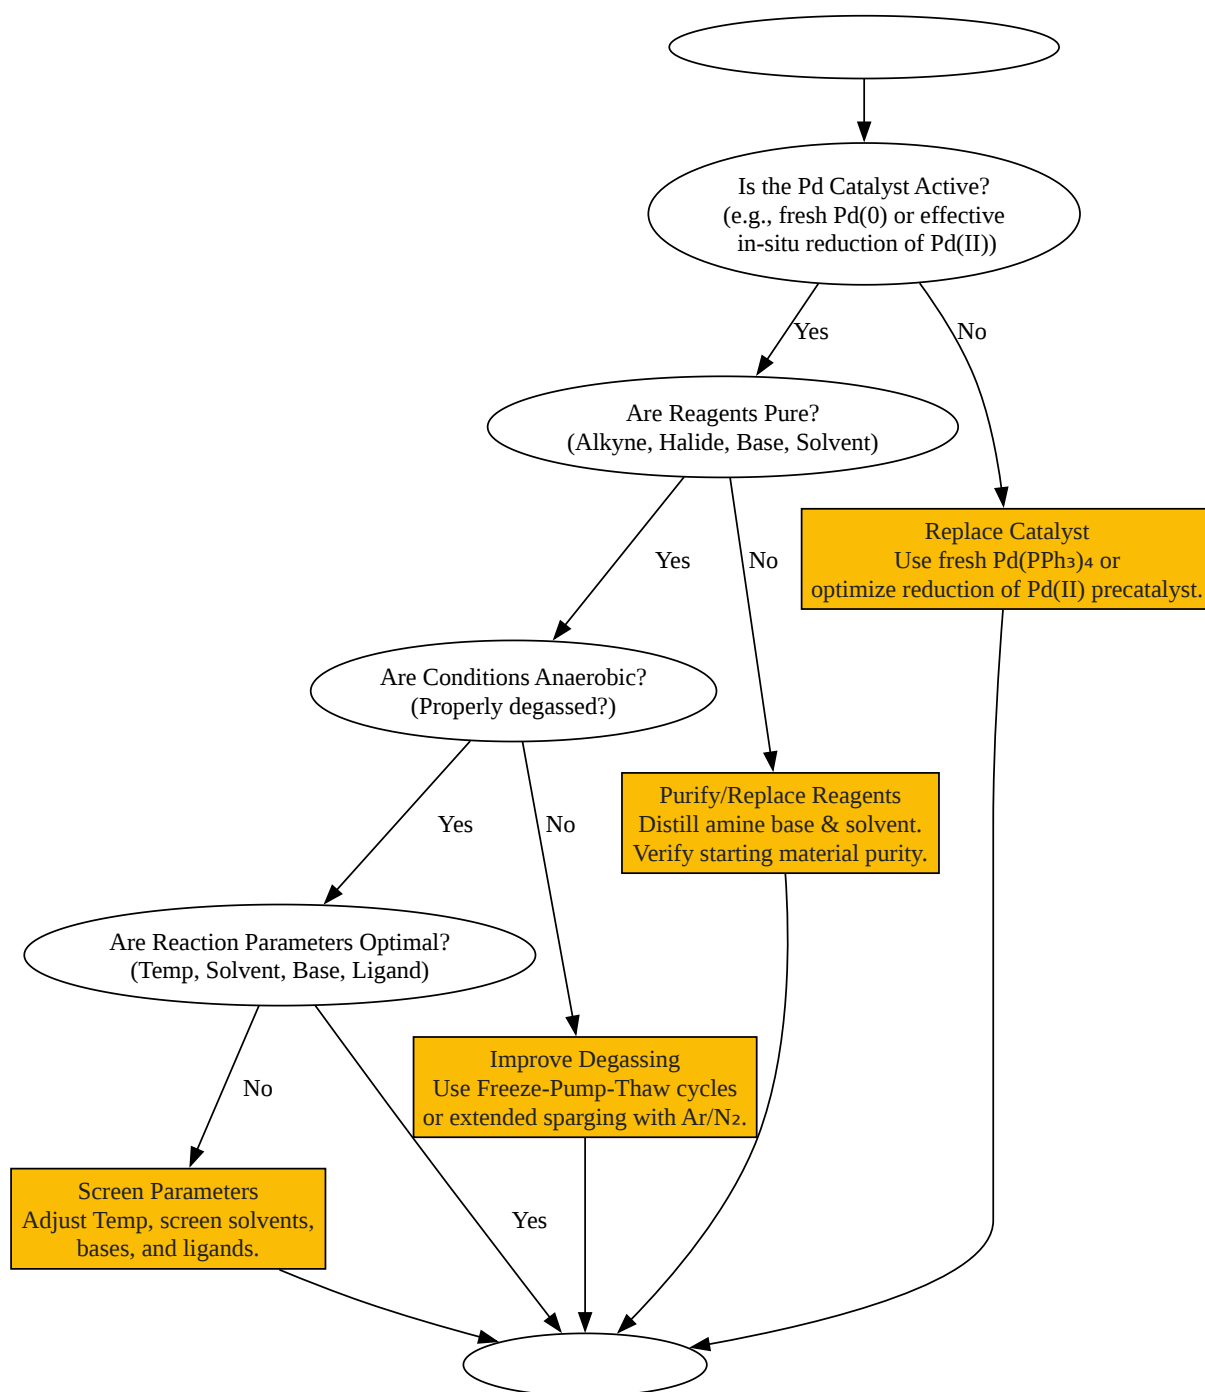 Is the Pd Catalyst Active?
(e.g., fresh Pd(0) or effective
in-situ reduction of Pd(II))
Yes
No
Are Reagents Pure?
(Alkyne, Halide, Base, Solvent)
Yes
No
Replace Catalyst
Use fresh Pd(PPh₃)₄ or
optimize reduction of Pd(II) precatalyst.
Are Conditions Anaerobic?
(Properly degassed?)
Yes
No
Purify/Replace Reagents
Distill amine base & solvent.
Verify starting material purity.
Are Reaction Parameters Optimal?
(Temp, Solvent, Base, Ligand)
No
Yes
Improve Degassing
Use Freeze-Pump-Thaw cycles
or extended sparging with Ar/N₂.
Screen Parameters
Adjust Temp, screen solvents,
bases, and ligands.